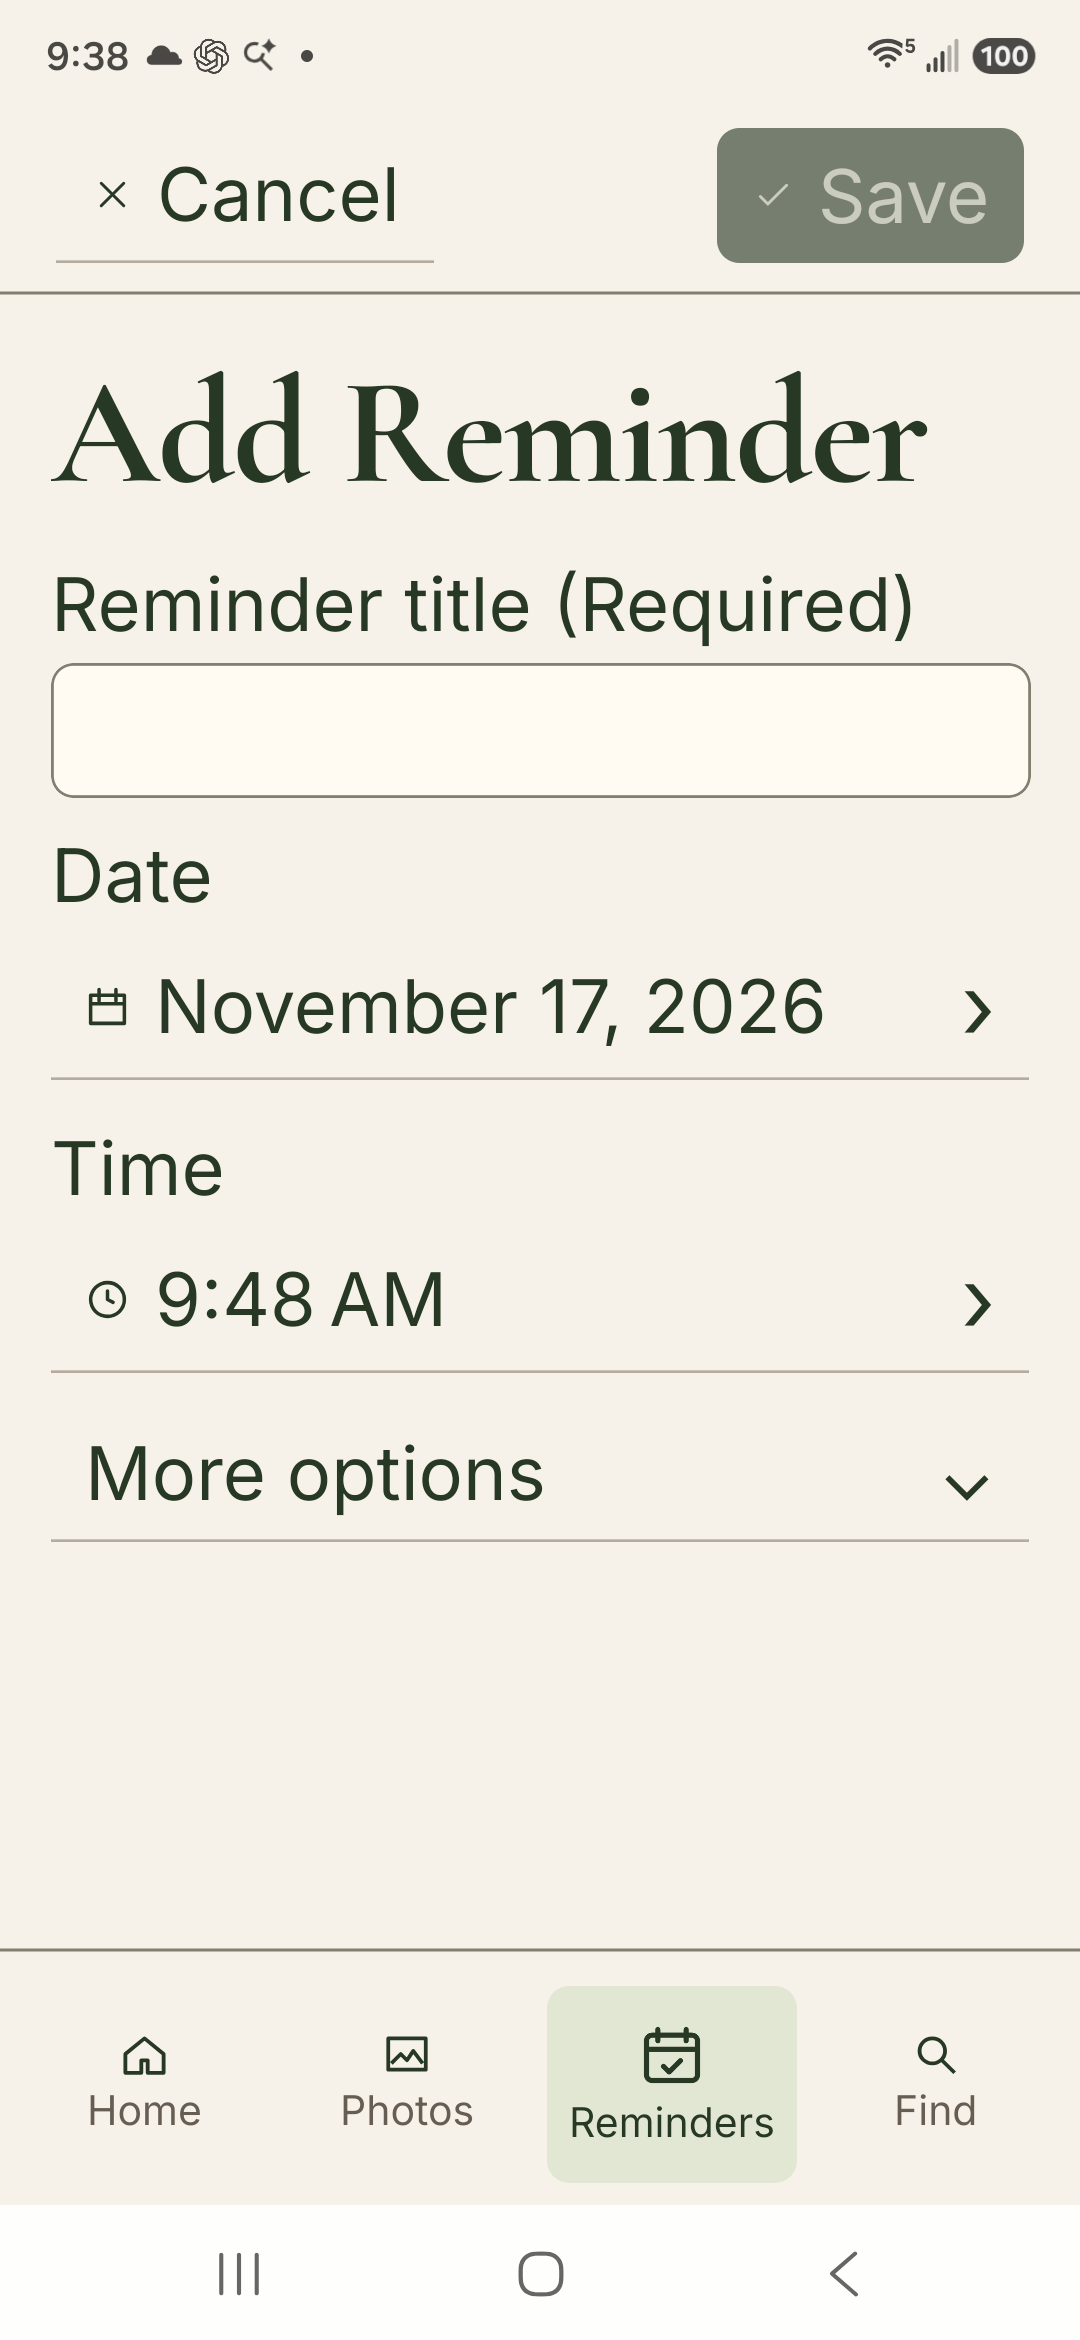 9:38
5
100
Cancel
Save
Add Reminder
Reminder title (Required)
Date
November 17, 2026
Time
9:48 AM
More options
Home
Photos
Reminders
Find